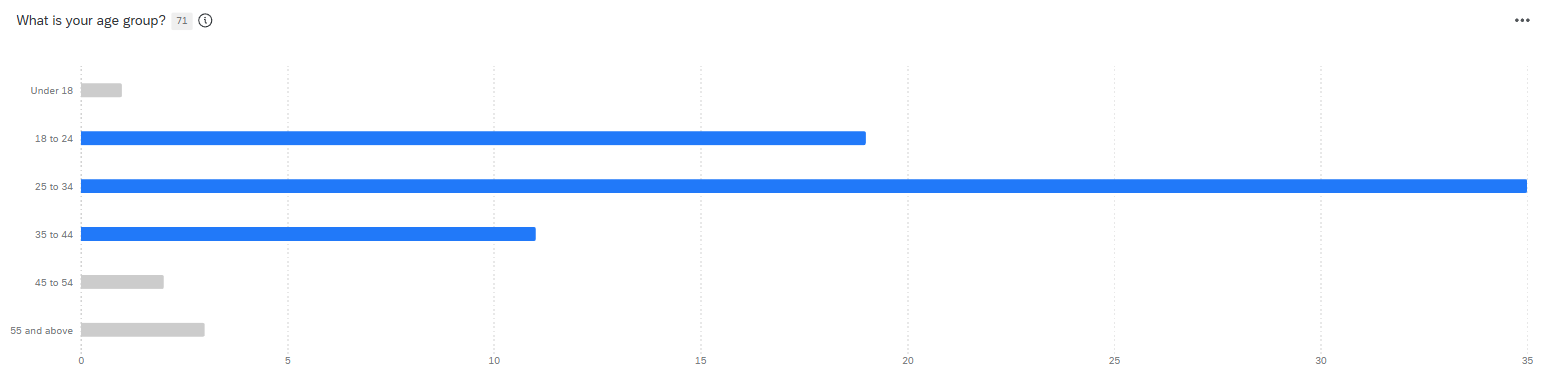 What is your age group? 71
Under 18
18 to 24
25 to 34
35 to 44
45 to 54
55 and above
0 5 10 15 20 25 30 35